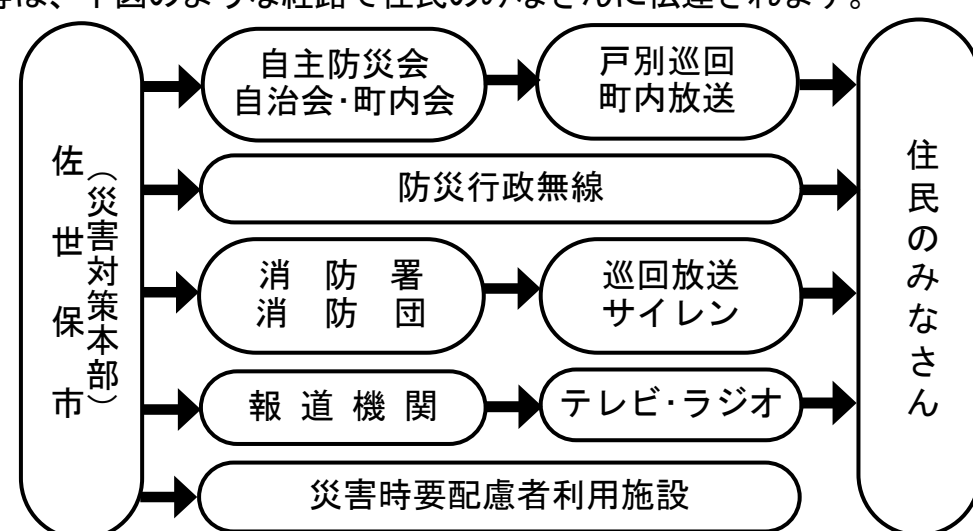 は、下図のような経路で住民のみなさんに伝達されます。
佐世保市
（災害対策本部）
自主防災会
自治会・町内会
戸別巡回
町内放送
防災行政無線
消防署
消防団
巡回放送
サイレン
報道機関
テレビ・ラジオ
災害時要配慮者利用施設
住民のみなさん